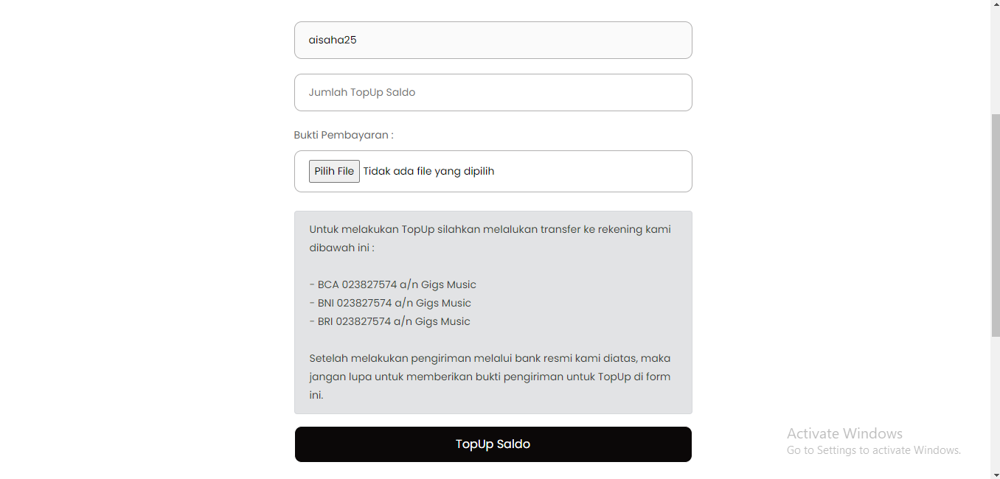 aisaha25
Jumlah TopUp Saldo
Bukti Pembayaran :
Pilih File Tidak ada file yang dipilih
Untuk melakukan TopUp silahkan melalukan transfer ke rekening kami
dibawah ini :
- BCA 023827574 a/n Gigs Music
- BNI 023827574 a/n Gigs Music
- BRI 023827574 a/n Gigs Music
Setelah melakukan pengiriman melalui bank resmi kami diatas, maka
jangan lupa untuk memberikan bukti pengiriman untuk TopUp di form
ini.
TopUp Saldo
Activate Windows
Go to Settings to activate Windows.